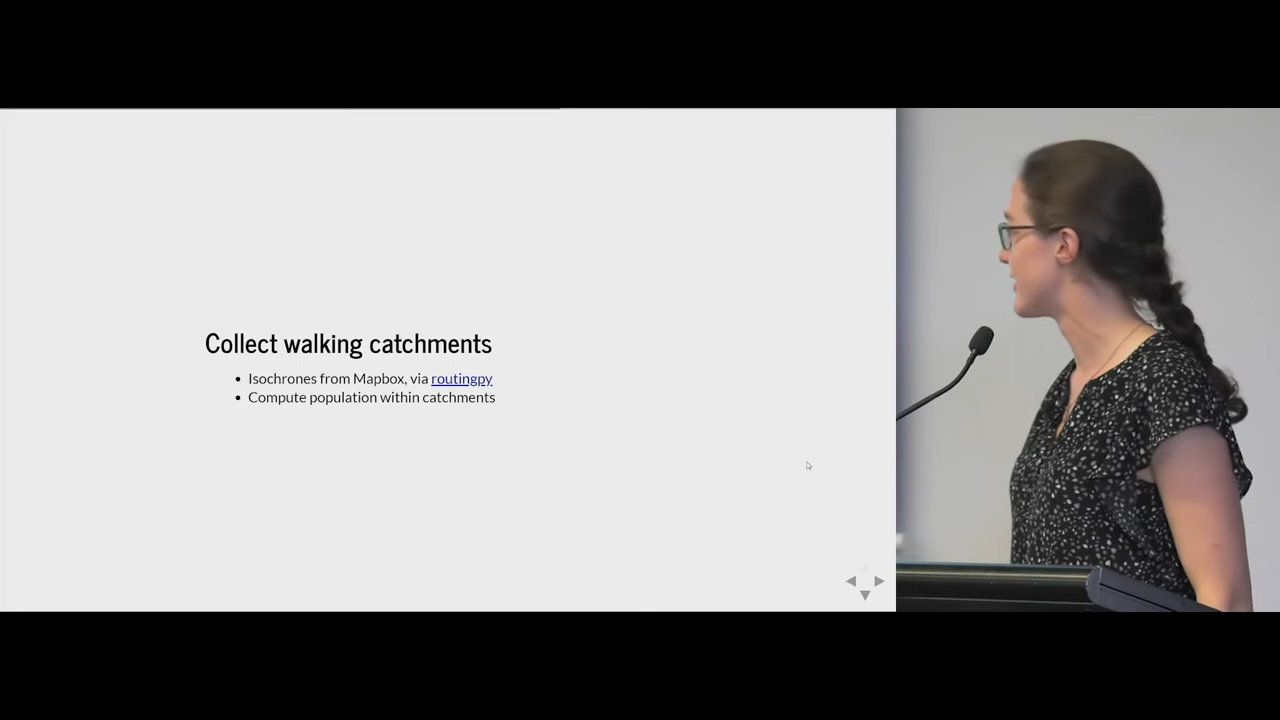 Collect walking catchments
Isochrones from Mapbox, via routingpy
Compute population within catchments